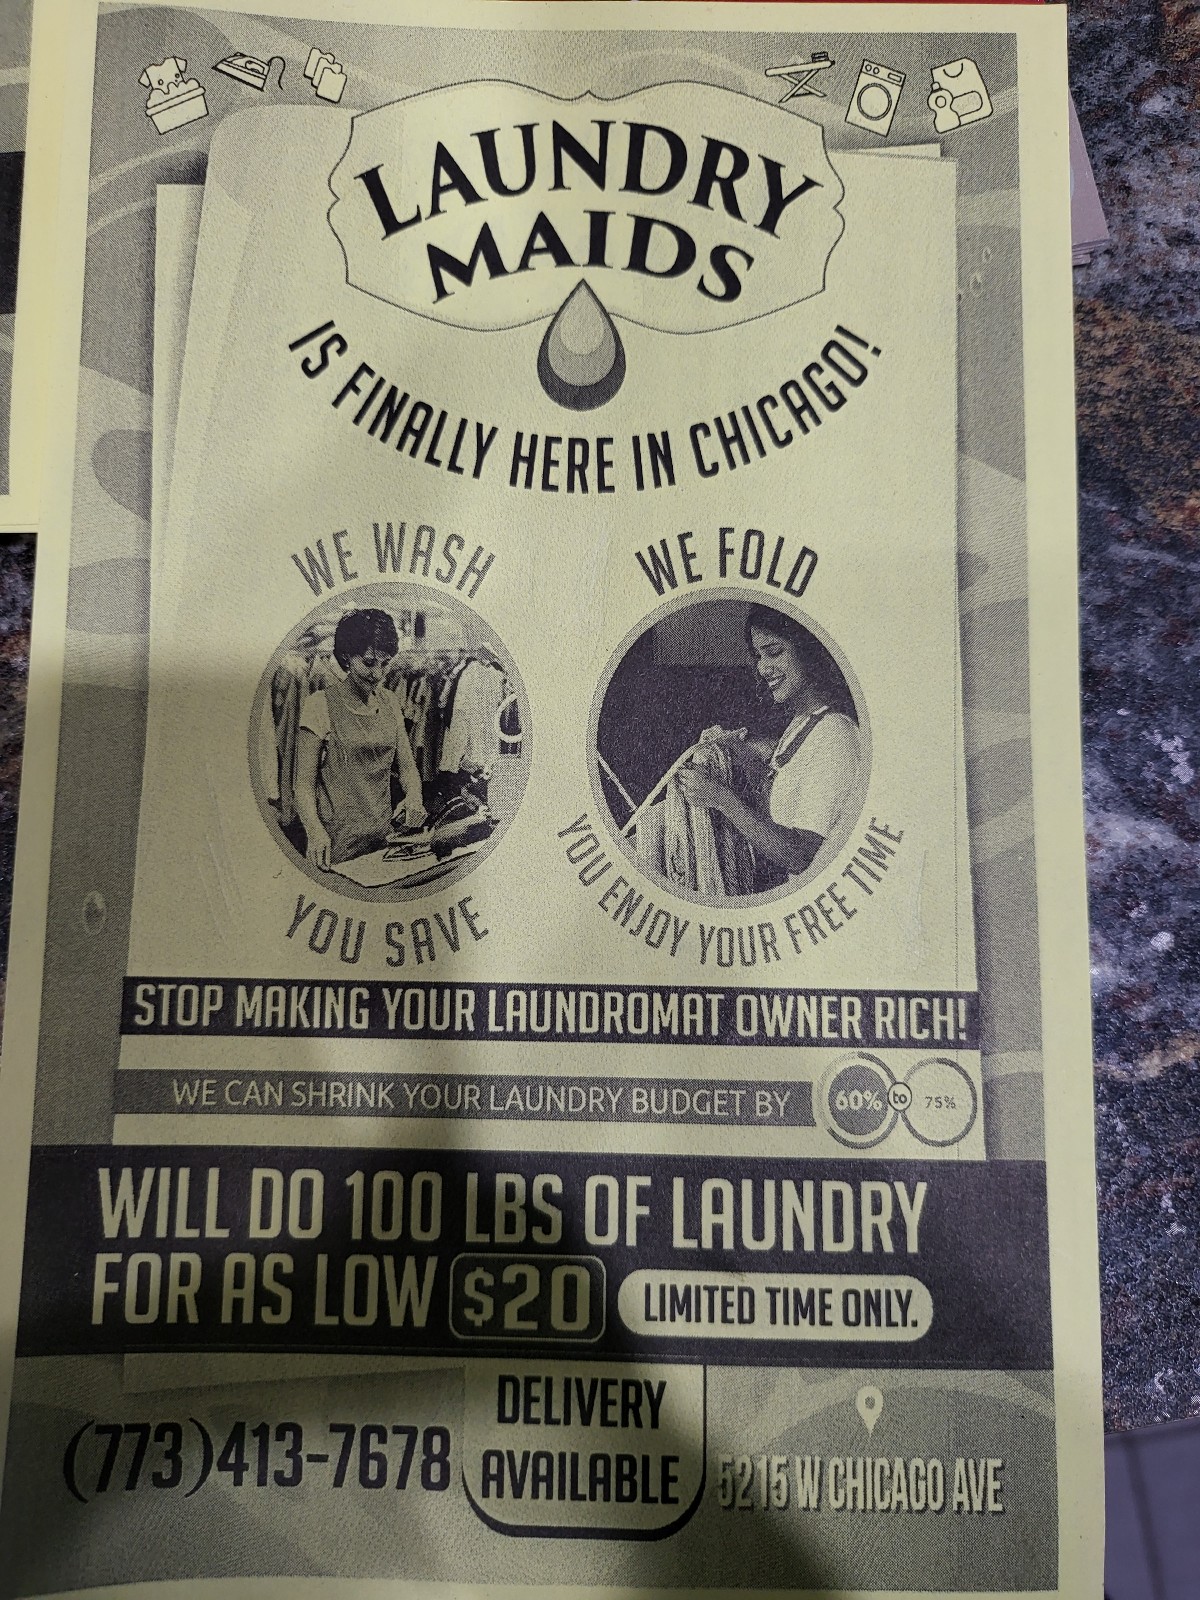 LAUNDRY
MAIDS
IS FINALLY HERE IN CHICAGO!
WE WASH
YOU SAVE
WE FOLD
YOU ENJOY YOUR FREE TIME
STOP MAKING YOUR LAUNDROMAT OWNER RICH!
WE CAN SHRINK YOUR LAUNDRY BUDGET BY 60% to 75%
WILL DO 100 LBS OF LAUNDRY
FOR AS LOW $20 LIMITED TIME ONLY.
(773)413-7678
DELIVERY
AVAILABLE
5215 W CHICAGO AVE